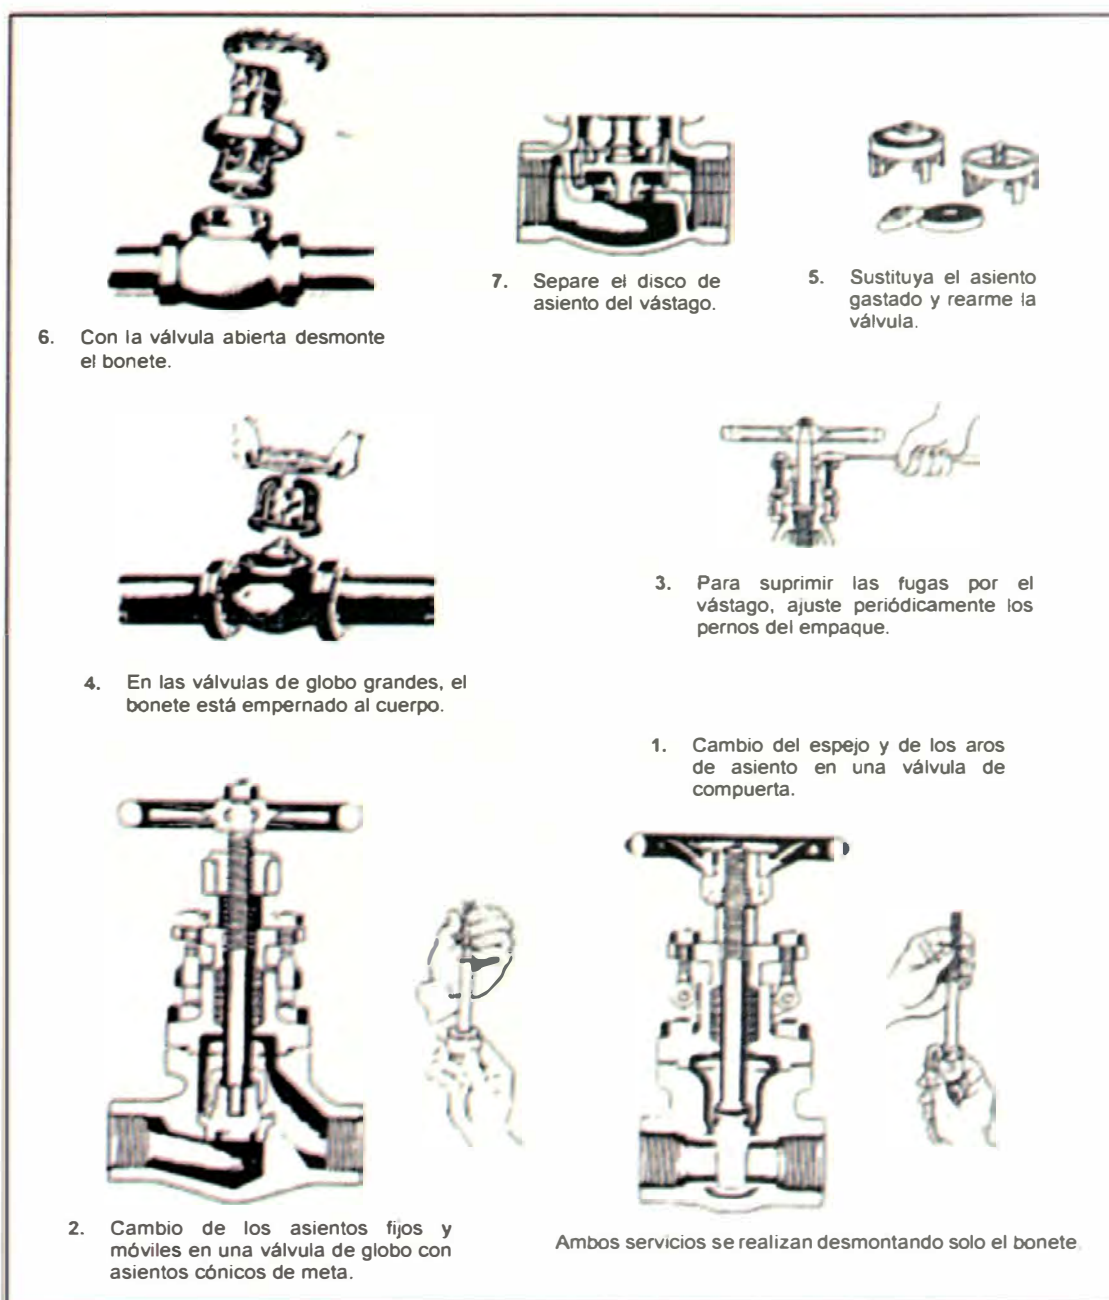 6. Con la válvula abierta desmonte
el bonete.
7. Separe el disco de
asiento del vástago.
5. Sustituya el asiento
gastado y rearme la
válvula.
4. En las válvulas de globo grandes, el
bonete está empernado al cuerpo.
3. Para suprimir las fugas por el
vástago, ajuste periódicamente los
pernos del empaque.
1. Cambio del espejo y de los aros
de asiento en una válvula de
compuerta.
2. Cambio de los asientos fijos y
móviles en una válvula de globo con
asientos cónicos de meta.
Ambos servicios se realizan desmontando solo el bonete.